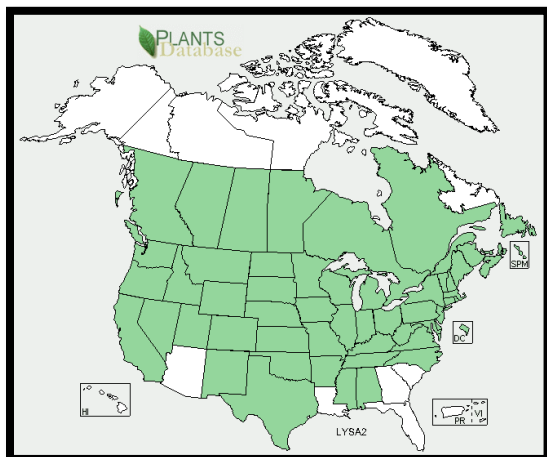 PLANTS
Database
SPM
DC
HI
PR
VI
LYSA2